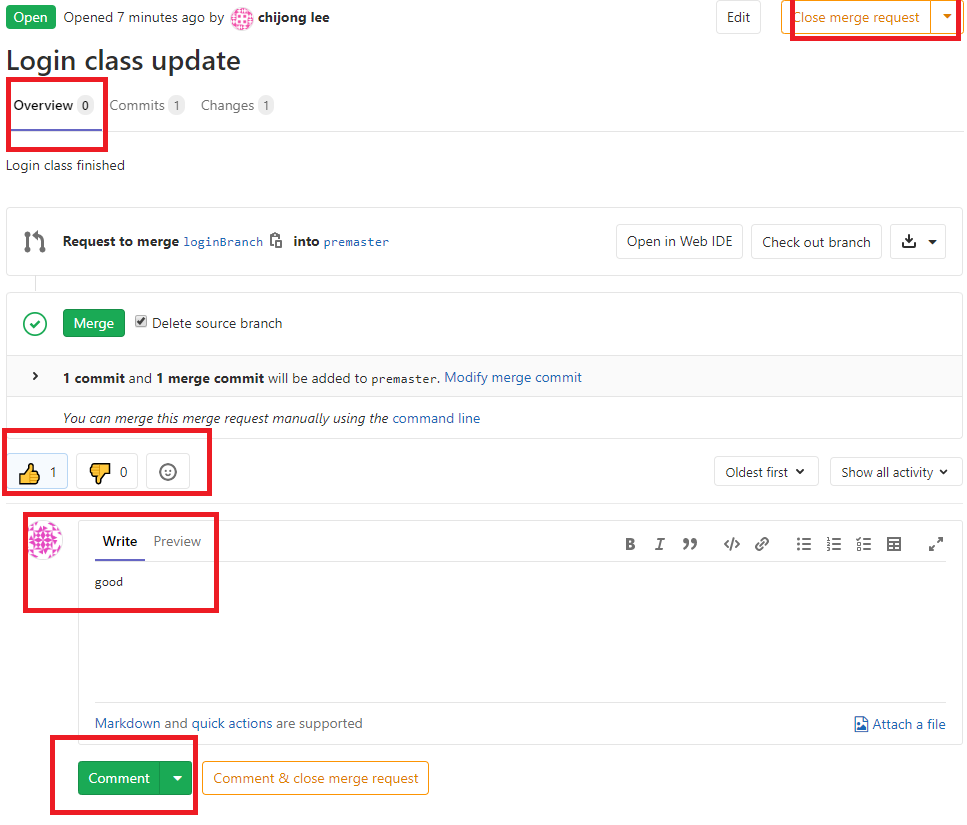 Open Opened 7 minutes ago by chijong lee Edit Close merge request
Login class update
Overview 0 Commits 1 Changes 1
Login class finished
Request to merge loginBranch into premaster Open in Web IDE Check out branch
Merge Delete source branch
1 commit and 1 merge commit will be added to premaster. Modify merge commit
You can merge this merge request manually using the command line
1 0 Oldest first Show all activity
Write Preview B I
good
Markdown and quick actions are supported Attach a file
Comment Comment & close merge request